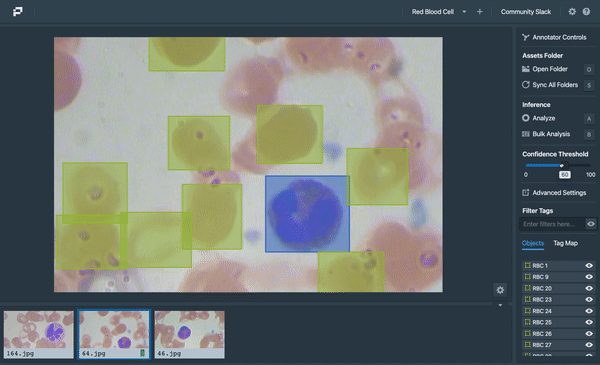 Red Blood Cell
Community Slack
Annotator Controls
Assets Folder
Open Folder O
Sync All Folders S
Inference
Analyze A
Bulk Analysis B
Confidence Threshold
0 60 100
Advanced Settings
Filter Tags
Enter filters here...
Objects Tag Map
RBC 1
RBC 9
RBC 20
RBC 23
RBC 24
RBC 25
RBC 26
RBC 27
164.jpg 64.jpg 46.jpg